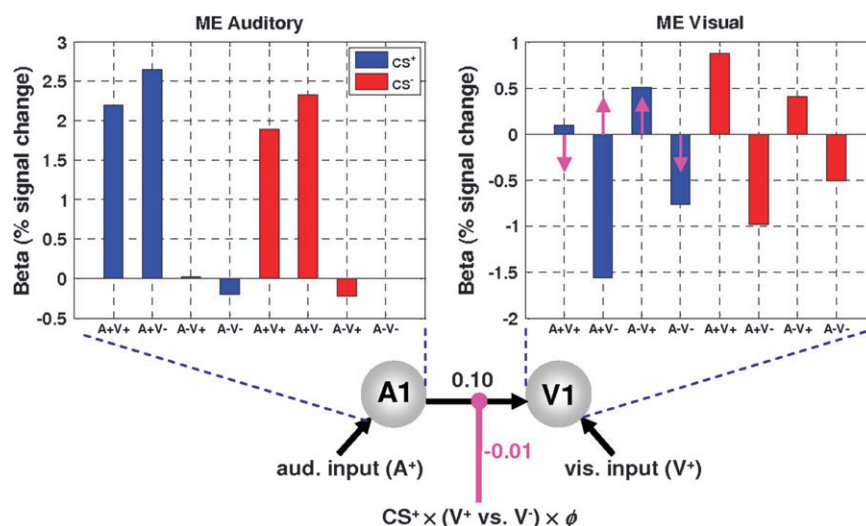 ME Auditory
Beta (% signal change)
3
2.5
2
1.5
1
0.5
0
-0.5
CS+
CS-
A+V+ A+V- A-V+ A-V- A+V+ A+V- A-V+ A-V-
ME Visual
Beta (% signal change)
1
0.5
0
-0.5
-1
-1.5
-2
A+V+ A+V- A-V+ A-V- A+V+ A+V- A-V+ A-V-
A1
0.10
V1
-0.01
aud. input (A⁺)
vis. input (V⁺)
CS⁺ × (V⁺ vs. V⁻) × ϕ